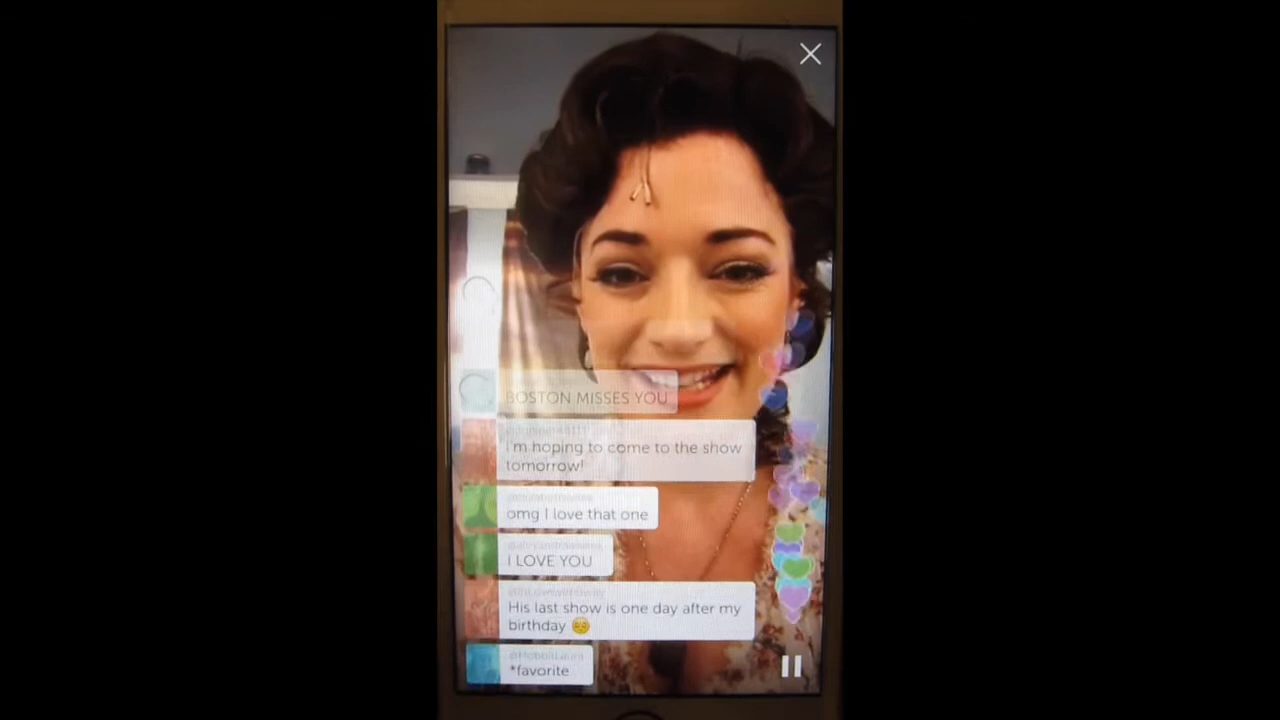 BOSTON MISSES YOU
I'm hoping to come to the show
tomorrow!
omg I love that one
I LOVE YOU
His last show is one day after my
birthday 😔
*favorite